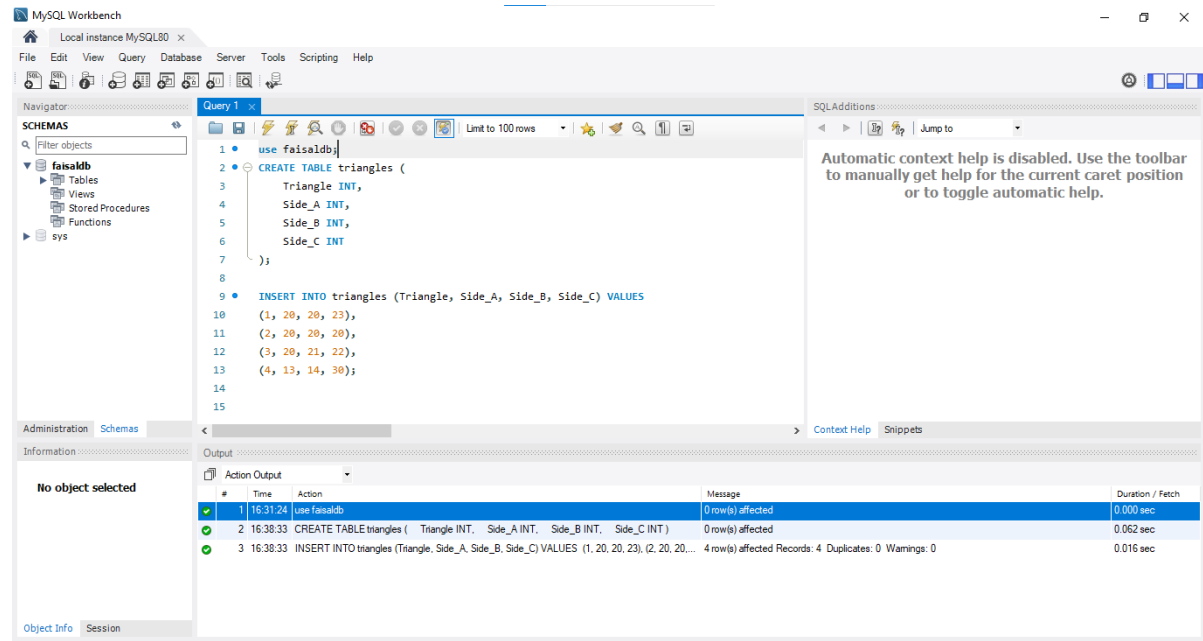 MySQL Workbench
Local instance MySQL80 ×
File Edit View Query Database Server Tools Scripting Help
Navigator
SCHEMAS
Filter objects
faisaldb
Tables
Views
Stored Procedures
Functions
sys
Administration Schemas
Query 1 ×
Limit to 100 rows
1 use faisaldb;
2 CREATE TABLE triangles (
3 Triangle INT,
4 Side_A INT,
5 Side_B INT,
6 Side_C INT
7 );
8
9 INSERT INTO triangles (Triangle, Side_A, Side_B, Side_C) VALUES
10 (1, 20, 20, 23),
11 (2, 20, 20, 20),
12 (3, 20, 21, 22),
13 (4, 13, 14, 30);
14
15
SQLAdditions
Jump to
Automatic context help is disabled. Use the toolbar
to manually get help for the current caret position
or to toggle automatic help.
Context Help Snippets
Information
No object selected
Object Info Session
Output
Action Output
# Time Action Message Duration / Fetch
1 16:31:24 use faisaldb 0 row(s) affected 0.000 sec
2 16:38:33 CREATE TABLE triangles ( Triangle INT, Side_A INT, Side_B INT, Side_C INT ) 0 row(s) affected 0.062 sec
3 16:38:33 INSERT INTO triangles (Triangle, Side_A, Side_B, Side_C) VALUES (1, 20, 20, 23), (2, 20, 20,... 4 row(s) affected Records: 4 Duplicates: 0 Warnings: 0 0.016 sec